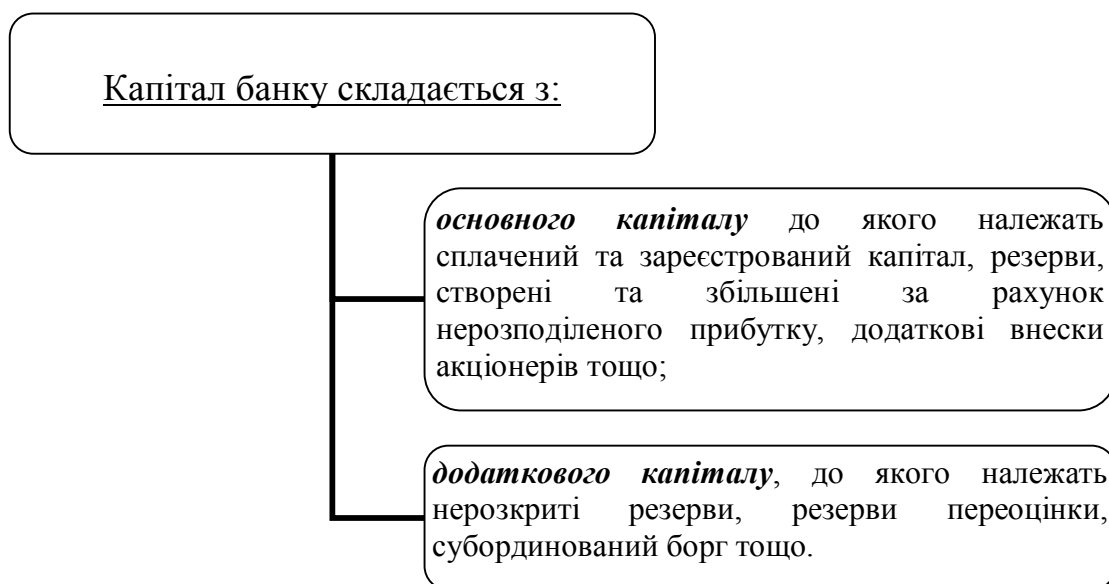 Капітал банку складається з:
основного капіталу до якого належать
сплачений та зареєстрований капітал, резерви,
створені та збільшені за рахунок
нерозподіленого прибутку, додаткові внески
акціонерів тощо;
додаткового капіталу, до якого належать
нерозкриті резерви, резерви переоцінки,
субординований борг тощо.